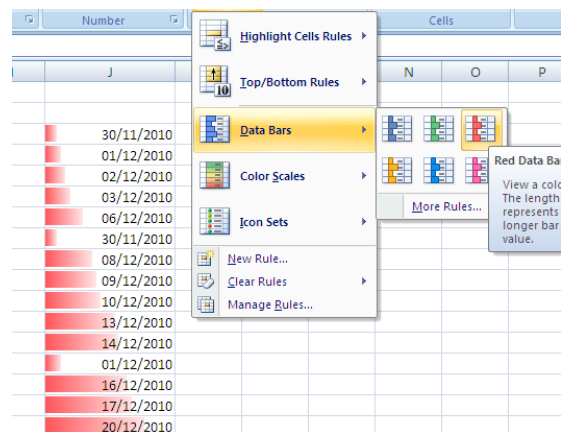 Number
Cells
J
N
O
P
Highlight Cells Rules
Top/Bottom Rules
Data Bars
Color Scales
Icon Sets
New Rule...
Clear Rules
Manage Rules...
More Rules...
Red Data Ba
View a colo
The length
represents
longer bar
value.
30/11/2010
01/12/2010
02/12/2010
03/12/2010
06/12/2010
30/11/2010
08/12/2010
09/12/2010
10/12/2010
13/12/2010
14/12/2010
01/12/2010
16/12/2010
17/12/2010
20/12/2010